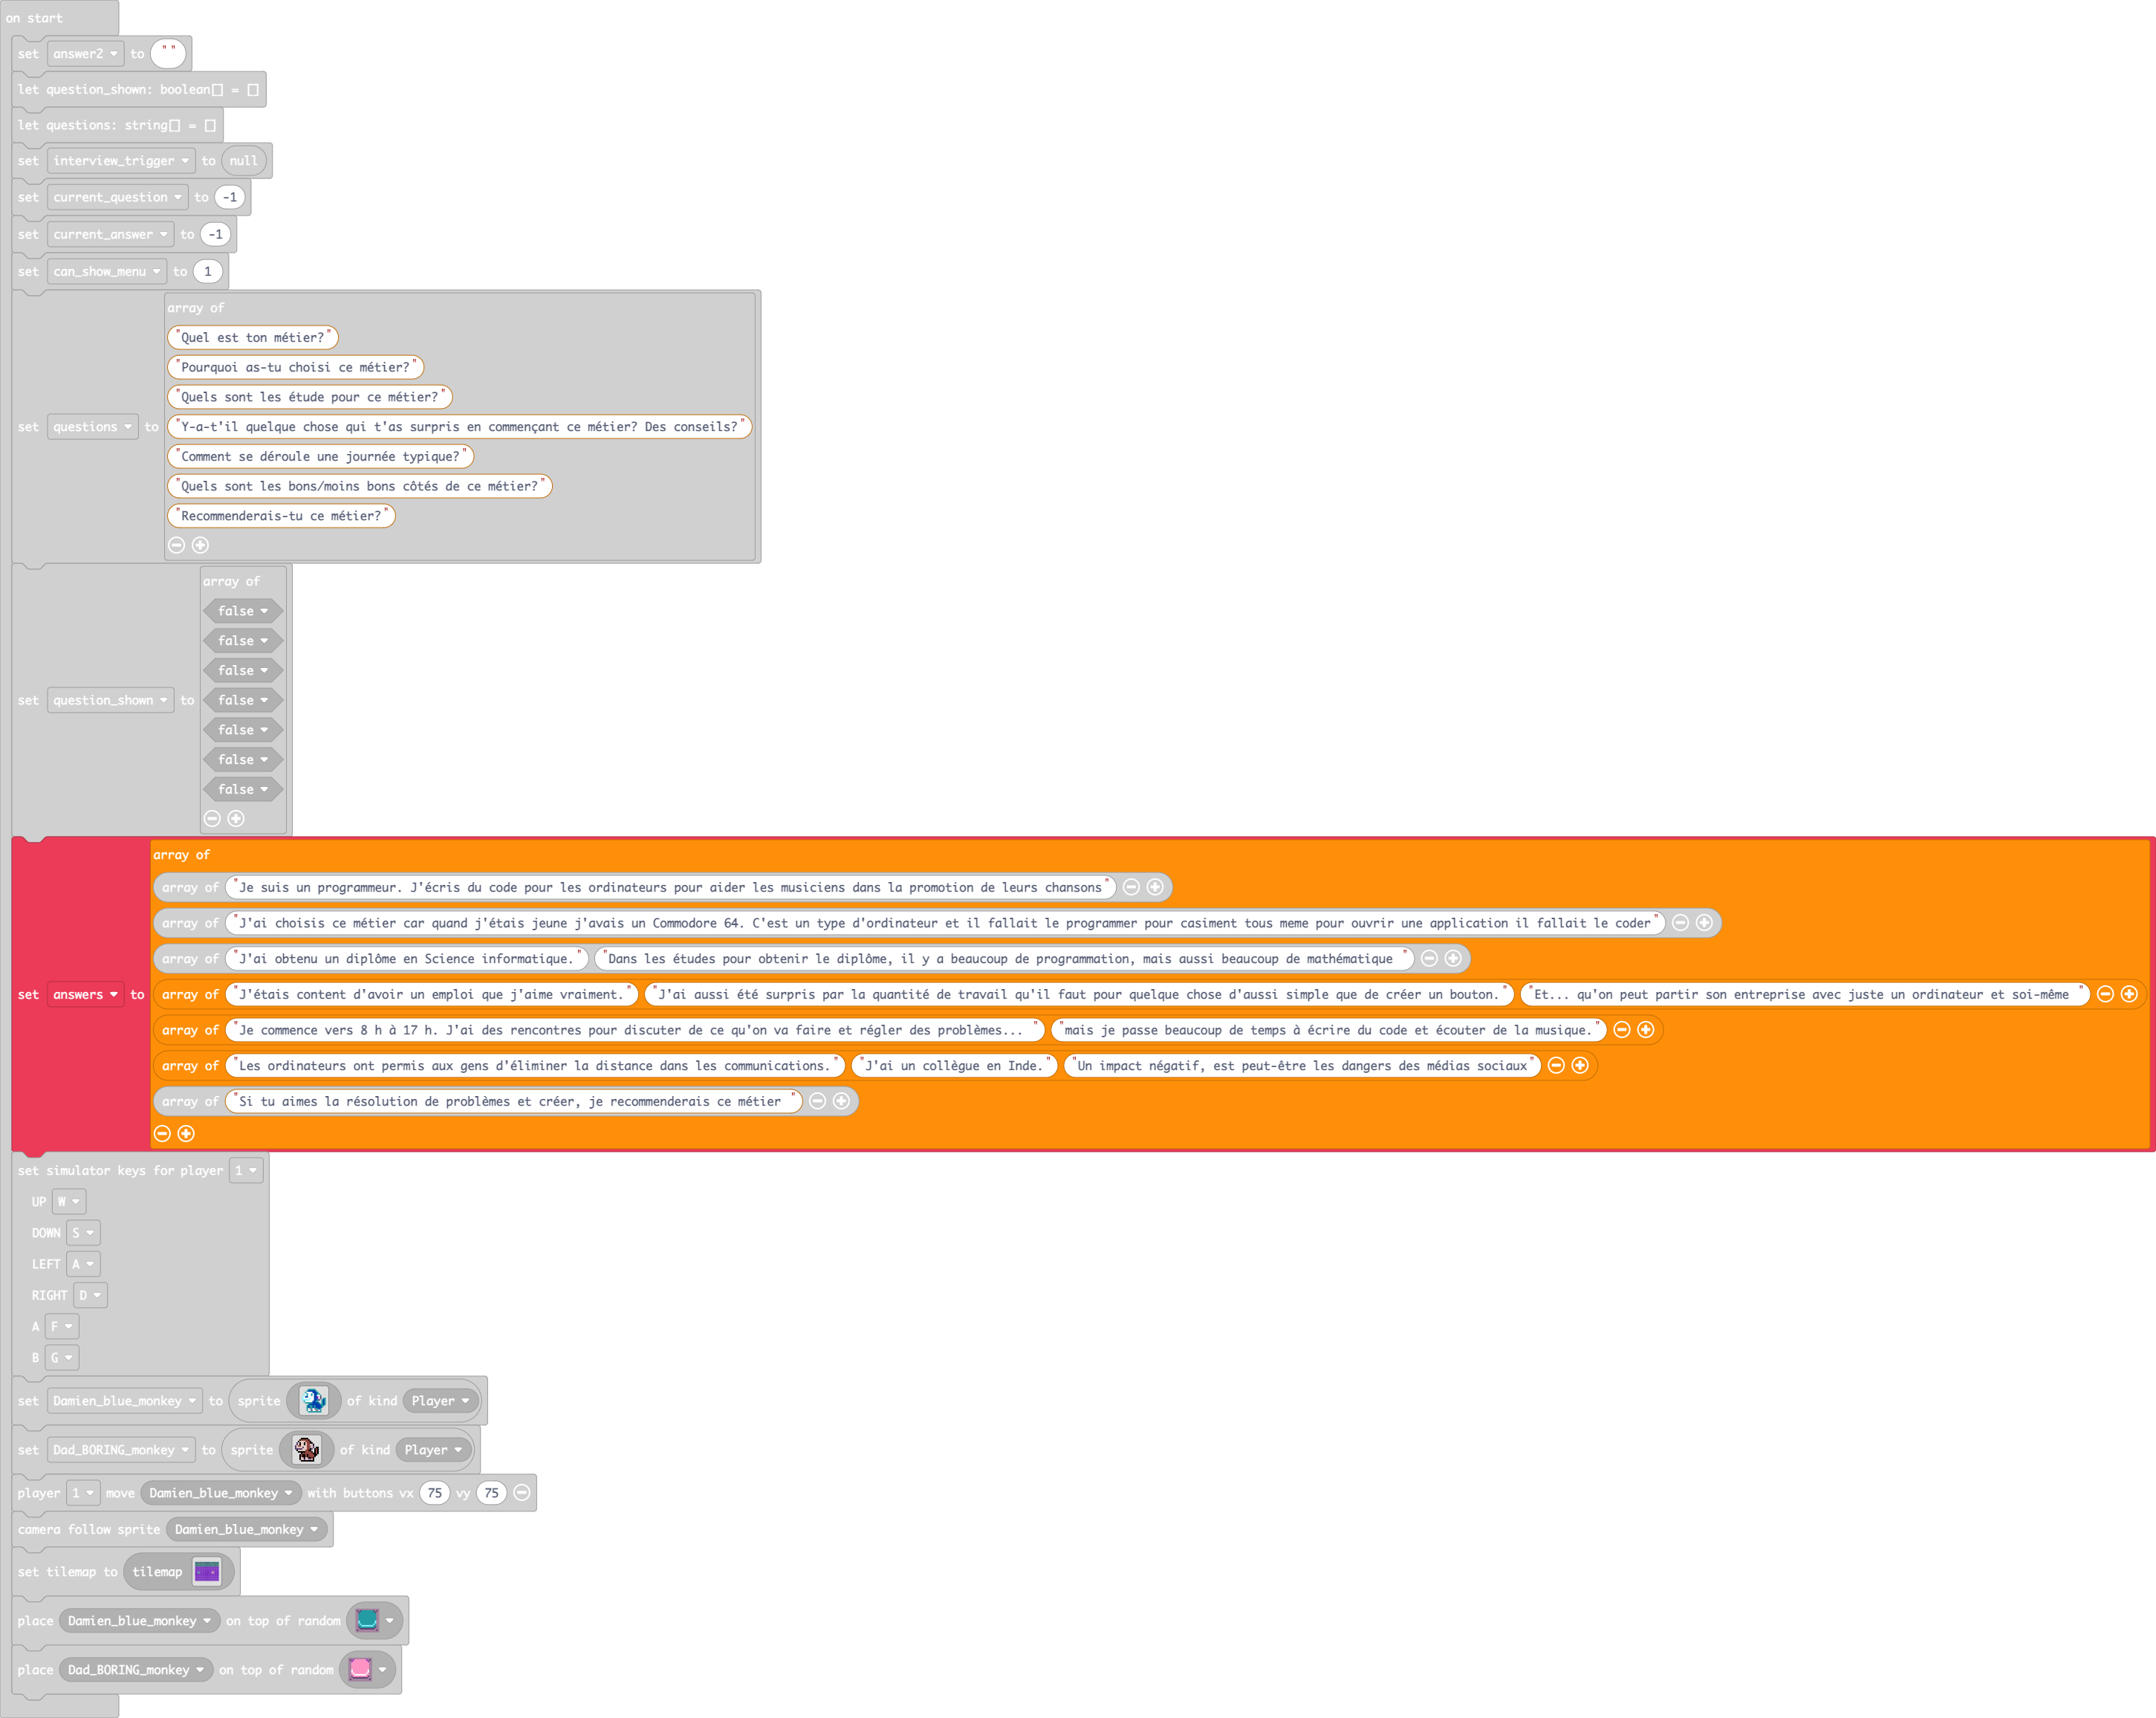 on start
set answer2 to " "
let question_shown: boolean[] = []
let questions: string[] = []
set interview_trigger to null
set current_question to -1
set current_answer to -1
set can_show_menu to 1
array of
"Quel est ton métier?"
"Pourquoi as-tu choisi ce métier?"
"Quels sont les étude pour ce métier?"
set questions to "Y-a-t'il quelque chose qui t'as surpris en commençant ce métier? Des conseils?"
"Comment se déroule une journée typique?"
"Quels sont les bons/moins bons côtés de ce métier?"
"Recommenderais-tu ce métier?"
array of
false
false
false
set question_shown to false
false
false
false
array of
array of "Je suis un programmeur. J'écris du code pour les ordinateurs pour aider les musiciens dans la promotion de leurs chansons"
array of "J'ai choisis ce métier car quand j'étais jeune j'avais un Commodore 64. C'est un type d'ordinateur et il fallait le programmer pour casiment tous meme pour ouvrir une application il fallait le coder"
array of "J'ai obtenu un diplôme en Science informatique." "Dans les études pour obtenir le diplôme, il y a beaucoup de programmation, mais aussi beaucoup de mathématique "
set answers to array of "J'étais content d'avoir un emploi que j'aime vraiment." "J'ai aussi été surpris par la quantité de travail qu'il faut pour quelque chose d'aussi simple que de créer un bouton." "Et... qu'on peut partir son entreprise avec juste un ordinateur et soi-même "
array of "Je commence vers 8 h à 17 h. J'ai des rencontres pour discuter de ce qu'on va faire et régler des problèmes... " "mais je passe beaucoup de temps à écrire du code et écouter de la musique."
array of "Les ordinateurs ont permis aux gens d'éliminer la distance dans les communications." "J'ai un collègue en Inde." "Un impact négatif, est peut-être les dangers des médias sociaux"
array of "Si tu aimes la résolution de problèmes et créer, je recommenderais ce métier "
set simulator keys for player 1
UP W
DOWN S
LEFT A
RIGHT D
A F
B G
set Damien_blue_monkey to sprite of kind Player
set Dad_BORING_monkey to sprite of kind Player
player 1 move Damien_blue_monkey with buttons vx 75 vy 75
camera follow sprite Damien_blue_monkey
set tilemap to tilemap
place Damien_blue_monkey on top of random
place Dad_BORING_monkey on top of random